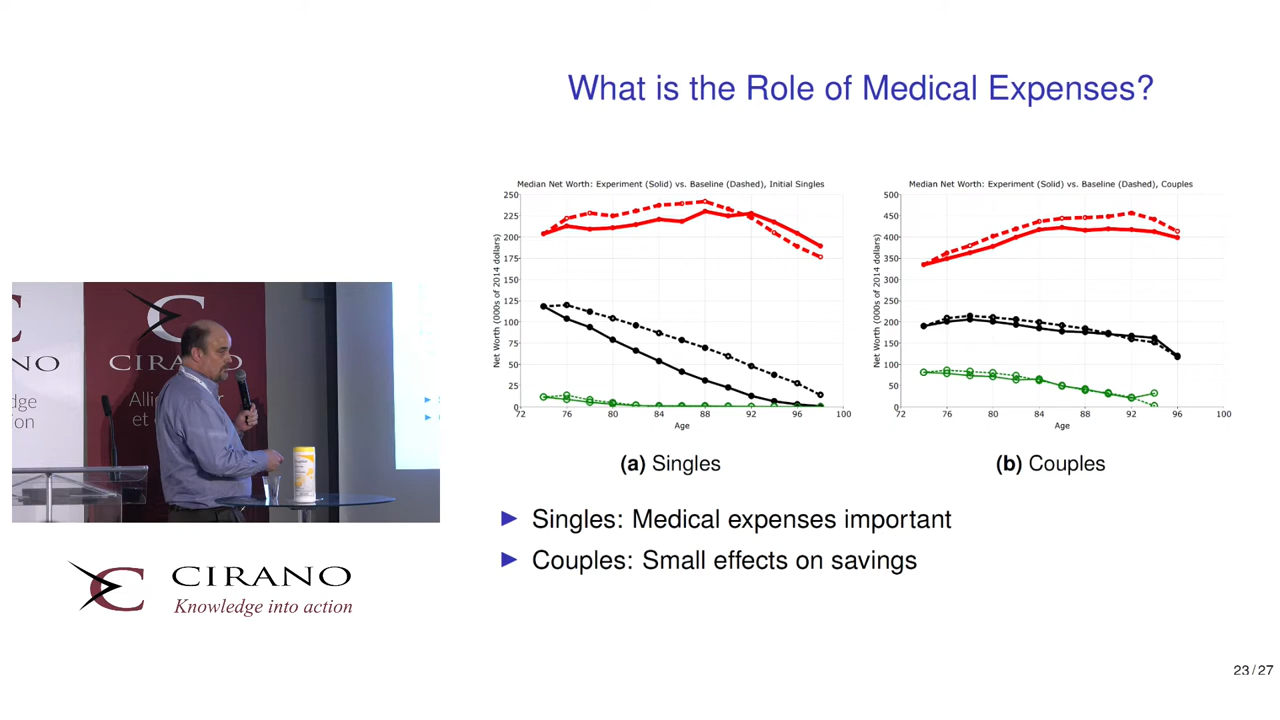 What is the Role of Medical Expenses?
Median Net Worth: Experiment (Solid) vs. Baseline (Dashed), Initial Singles
Net Worth (000s of 2014 dollars)
250
225
200
175
150
125
100
75
50
25
0
72 76 80 84 88 92 96 100
Age
(a) Singles
Median Net Worth: Experiment (Solid) vs. Baseline (Dashed), Couples
Net Worth (000s of 2014 dollars)
500
450
400
350
300
250
200
150
100
50
0
72 76 80 84 88 92 96 100
Age
(b) Couples
▶ Singles: Medical expenses important
▶ Couples: Small effects on savings
CIRANO
Knowledge into action
23/27
CIRANO
Alli
et
RANO